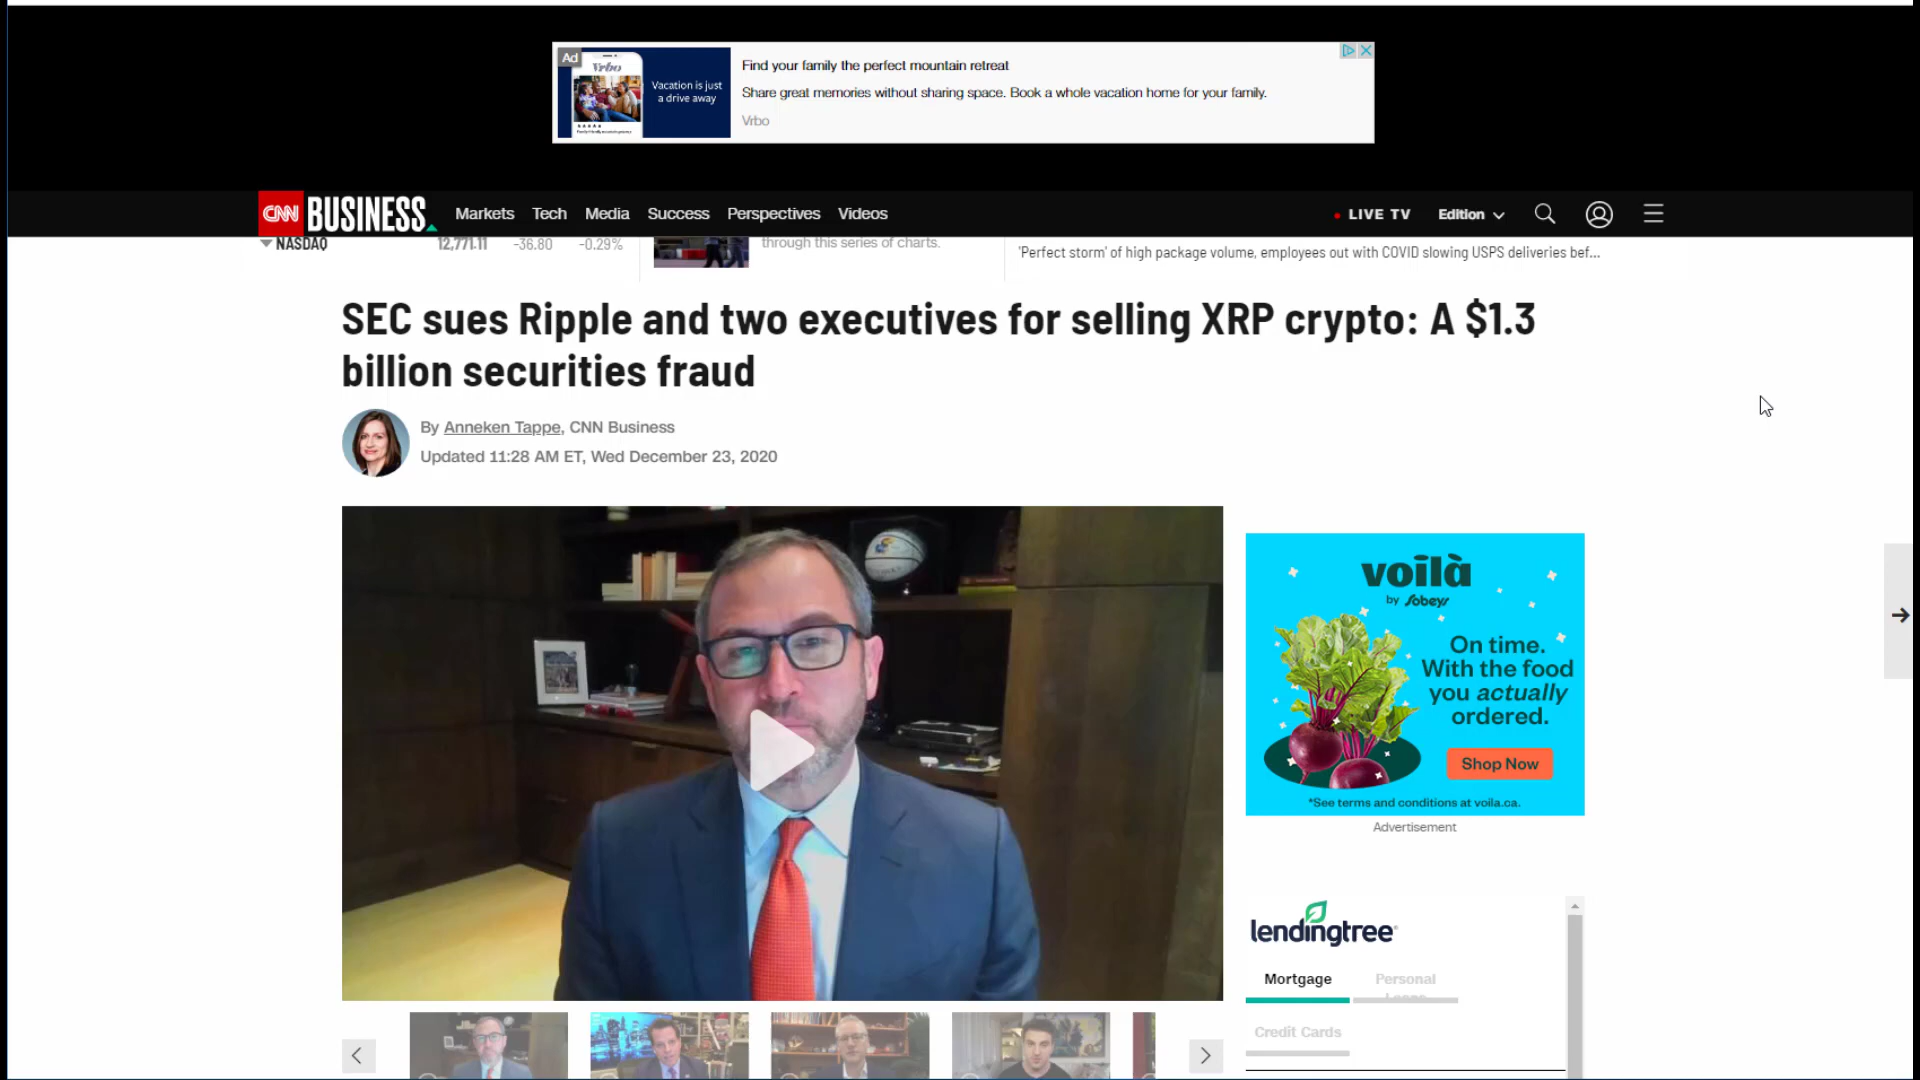 Ad
Vrbo
Vacation is just
a drive away
Find your family the perfect mountain retreat
Share great memories without sharing space. Book a whole vacation home for your family.
Vrbo
CNN BUSINESS
Markets Tech Media Success Perspectives Videos
LIVE TV Edition
NASDAQ 12,771.11 -36.80 -0.29%
through this series of charts.
'Perfect storm' of high package volume, employees out with COVID slowing USPS deliveries bef...
SEC sues Ripple and two executives for selling XRP crypto: A $1.3
billion securities fraud
By Anneken Tappe, CNN Business
Updated 11:28 AM ET, Wed December 23, 2020
voilà
by Sobeys
On time.
With the food
you actually
ordered.
Shop Now
*See terms and conditions at voila.ca.
Advertisement
lendingtree
Mortgage
Personal
Loans
Credit Cards